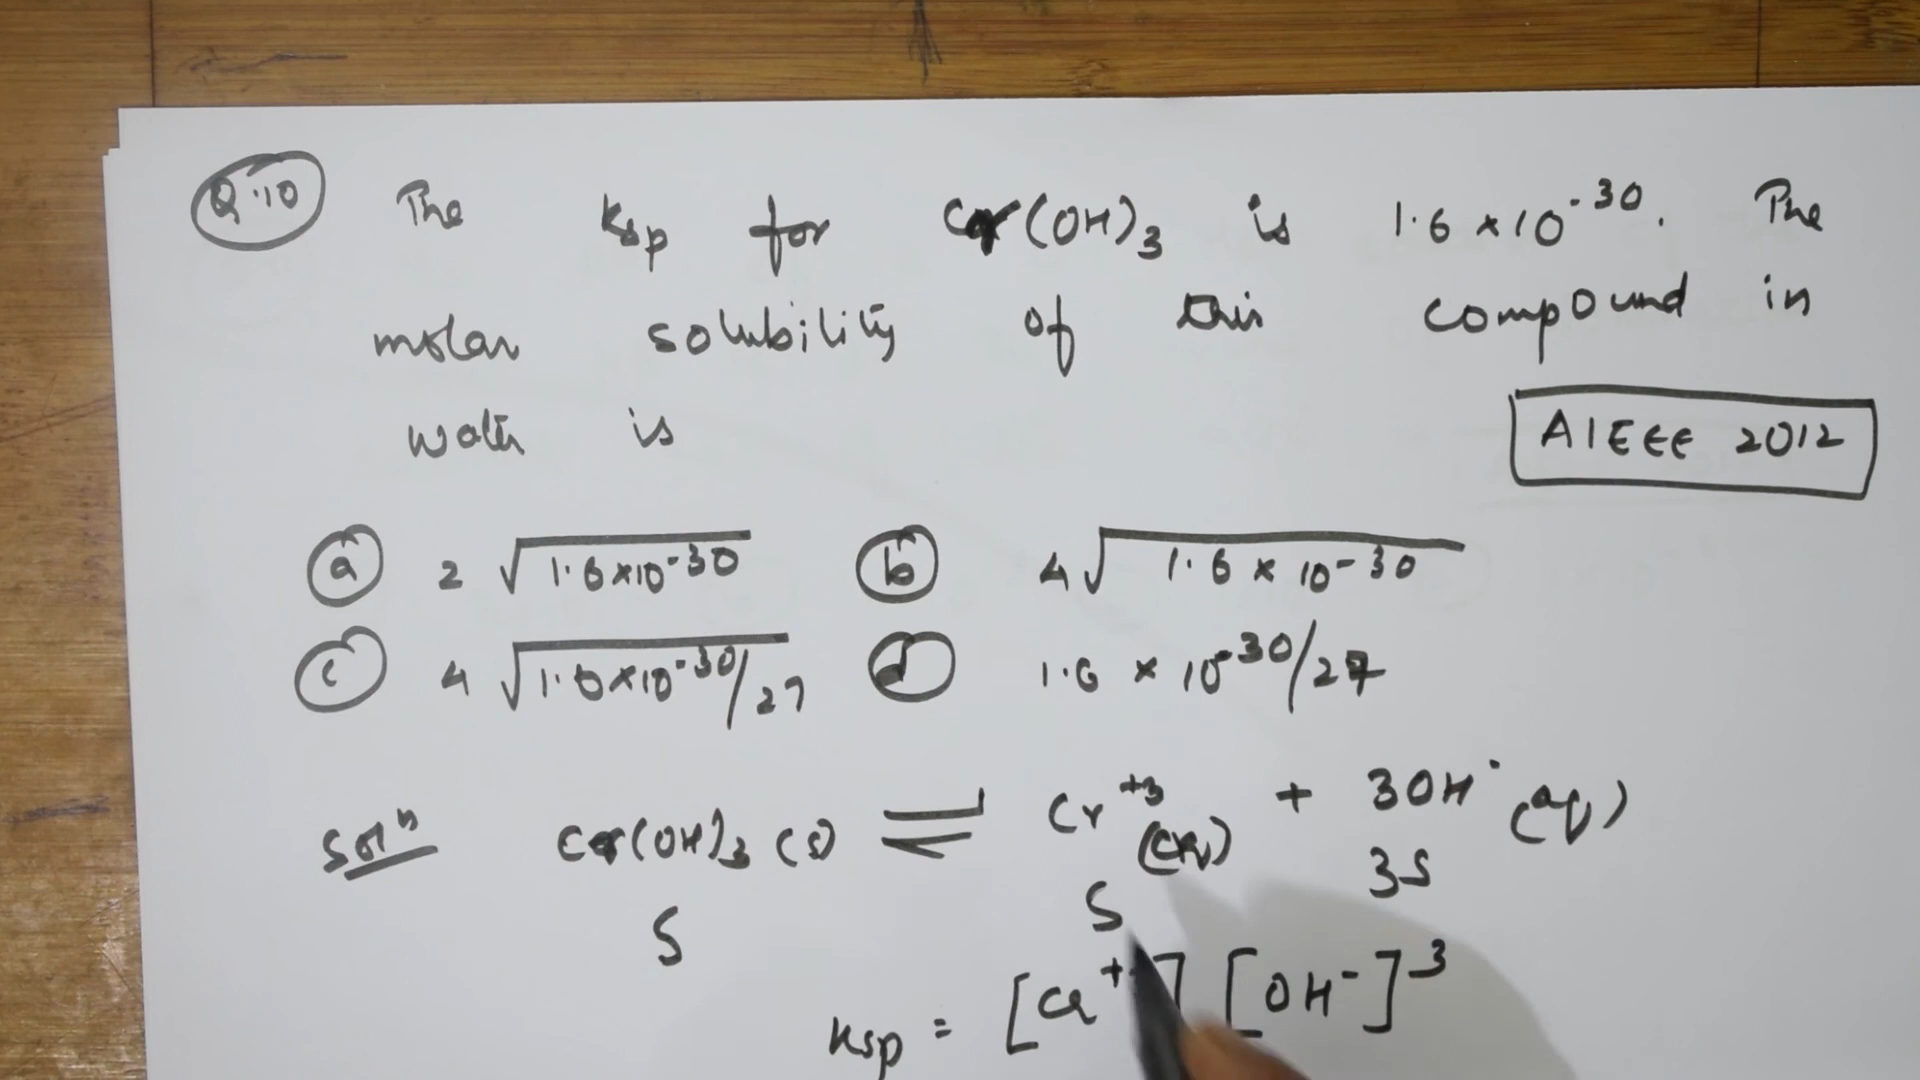 Q.10 The Ksp for Cr(OH)3 is 1.6 × 10-30. The
molar solubility of this compound in
water is
AIEEE 2012
a 2 √1.6×10-30 b 4 √1.6 × 10-30
c 4 √1.6×10-30/27 d 1.6 × 10-30/27
Soln Cr(OH)3 (s) ⇌ Cr+3 (aq) + 3OH- (aq)
S S 3S
Ksp = [Cr+ ] [OH-]3